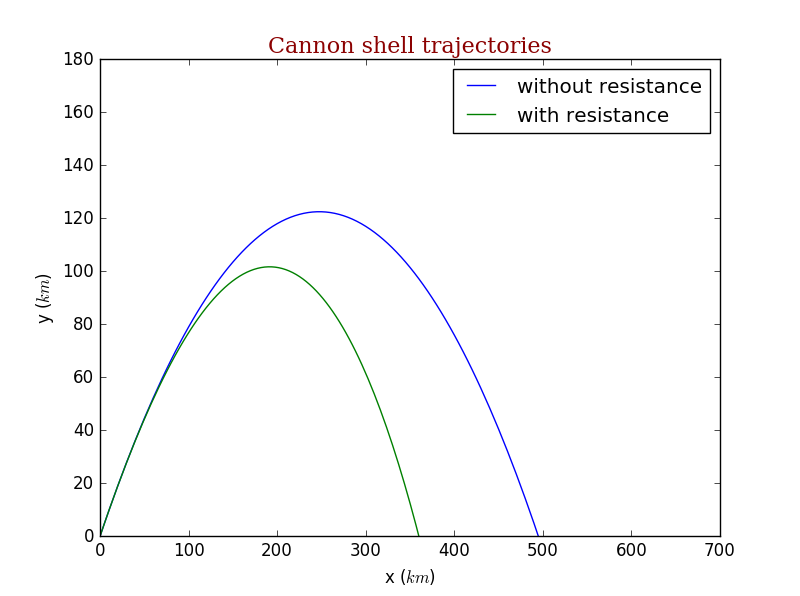 Cannon shell trajectories
without resistance
with resistance
180
160
140
120
100
80
60
40
20
0
y (km)
0 100 200 300 400 500 600 700
x (km)